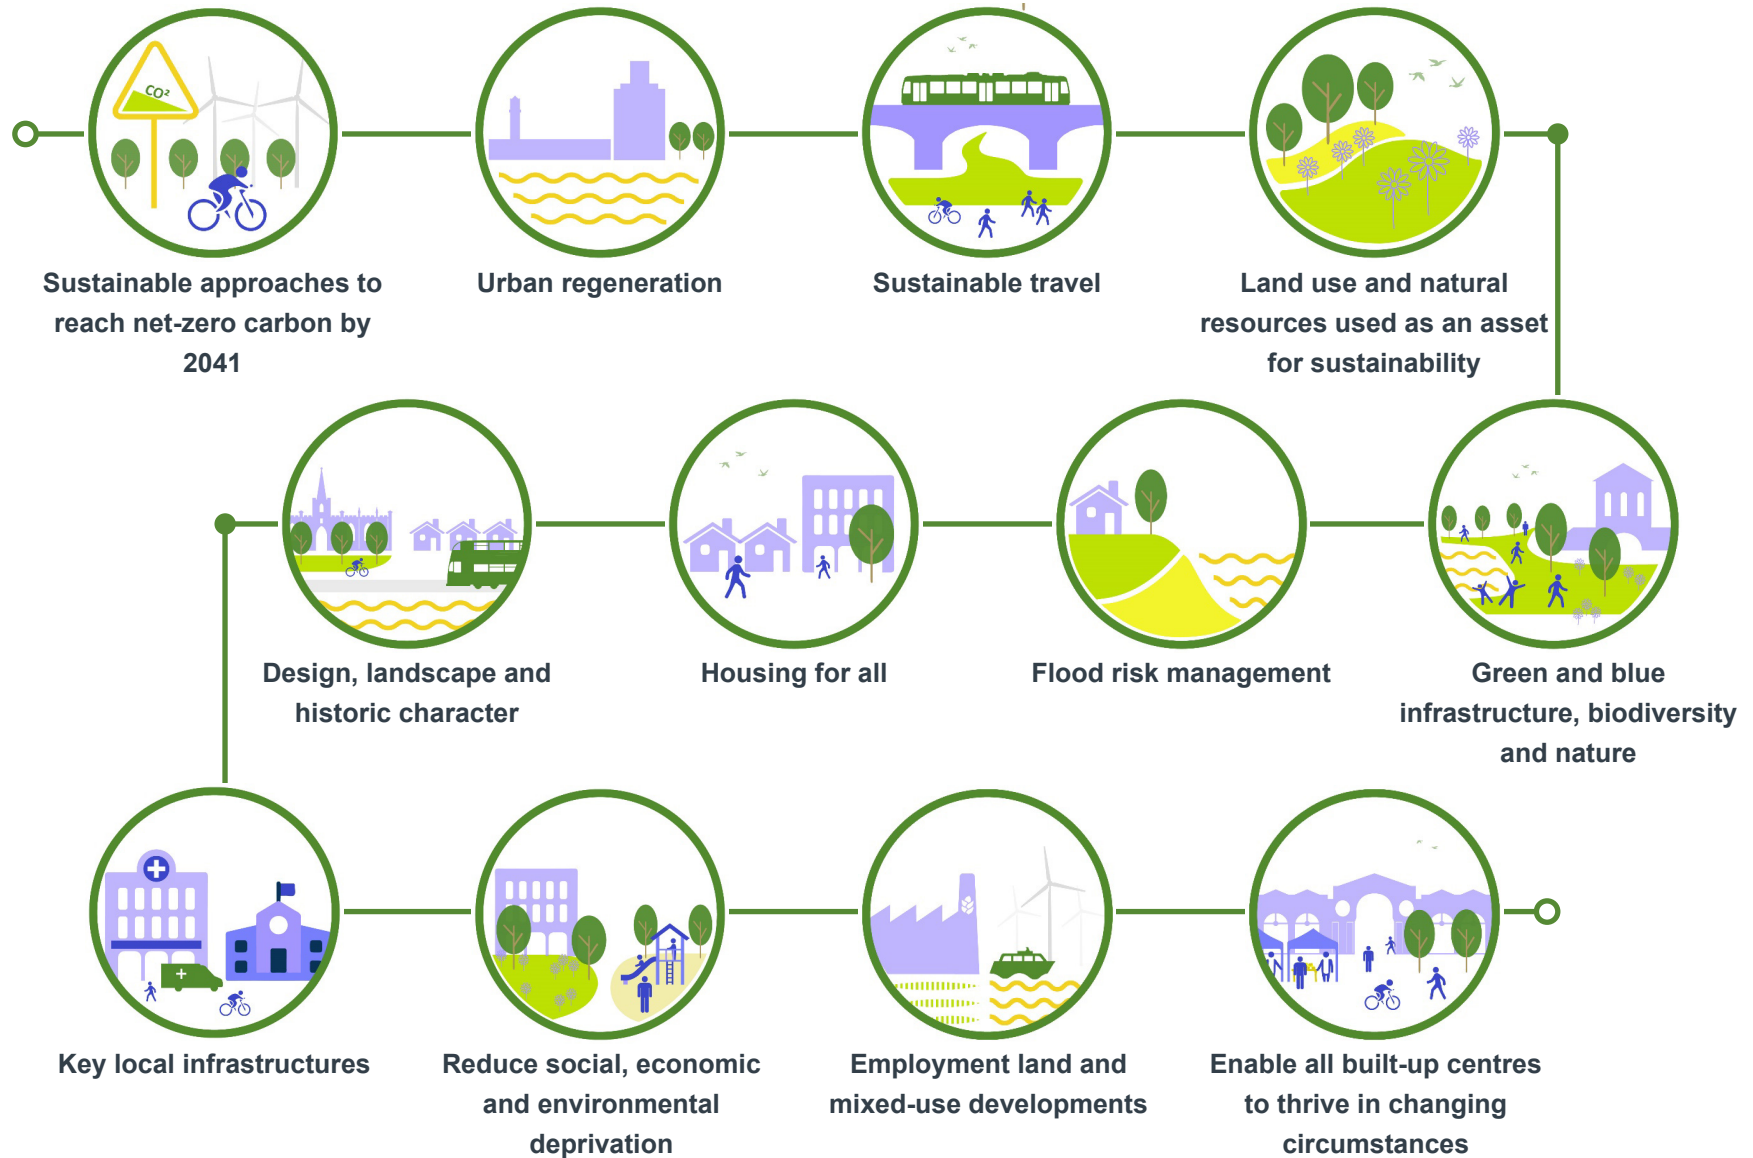 CO²
Sustainable approaches to
reach net-zero carbon by
2041
Urban regeneration
Sustainable travel
Land use and natural
resources used as an asset
for sustainability
Design, landscape and
historic character
Housing for all
Flood risk management
Green and blue
infrastructure, biodiversity
and nature
Key local infrastructures
Reduce social, economic
and environmental
deprivation
Employment land and
mixed-use developments
Enable all built-up centres
to thrive in changing
circumstances